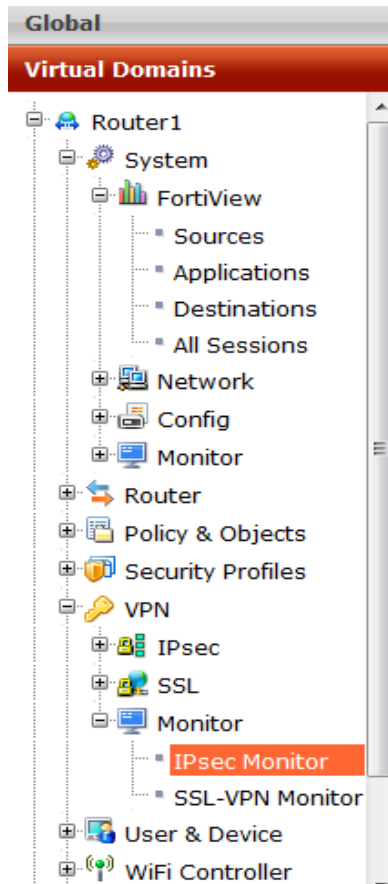 Global
Virtual Domains
Router1
System
FortiView
Sources
Applications
Destinations
All Sessions
Network
Config
Monitor
Router
Policy & Objects
Security Profiles
VPN
IPsec
SSL
Monitor
IPsec Monitor
SSL-VPN Monitor
User & Device
WiFi Controller